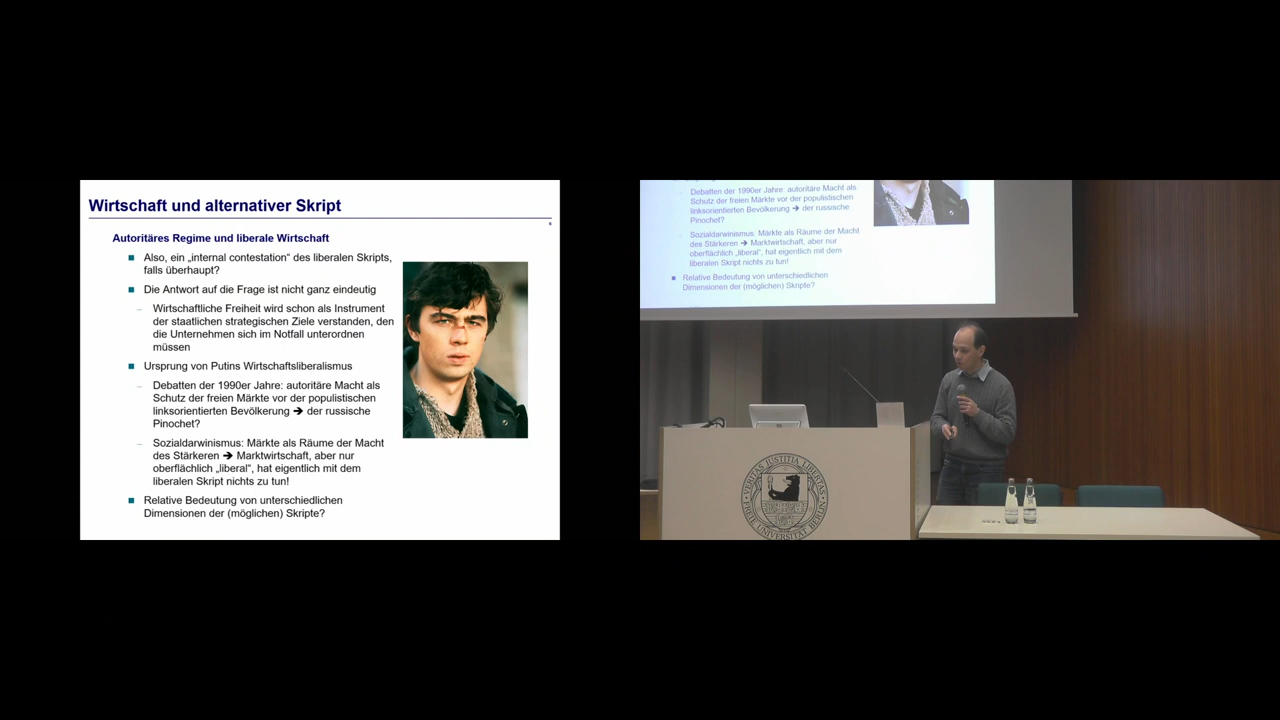 Wirtschaft und alternativer Skript
Autoritäres Regime und liberale Wirtschaft
Also, ein „internal contestation“ des liberalen Skripts,
falls überhaupt?
Die Antwort auf die Frage ist nicht ganz eindeutig
– Wirtschaftliche Freiheit wird schon als Instrument
der staatlichen strategischen Ziele verstanden, den
die Unternehmen sich im Notfall unterordnen
müssen
Ursprung von Putins Wirtschaftsliberalismus
– Debatten der 1990er Jahre: autoritäre Macht als
Schutz der freien Märkte vor der populistischen
linksorientierten Bevölkerung ➔ der russische
Pinochet?
– Sozialdarwinismus: Märkte als Räume der Macht
des Stärkeren ➔ Marktwirtschaft, aber nur
oberflächlich „liberal“, hat eigentlich mit dem
liberalen Skript nichts zu tun!
Relative Bedeutung von unterschiedlichen
Dimensionen der (möglichen) Skripte?
Debatten der 1990er Jahre: autoritäre Macht als
Schutz der freien Märkte vor der populistischen
linksorientierten Bevölkerung ➔ der russische
Pinochet?
Sozialdarwinismus: Märkte als Räume der Macht
des Stärkeren ➔ Marktwirtschaft, aber nur
oberflächlich „liberal“, hat eigentlich mit dem
liberalen Skript nichts zu tun!
Relative Bedeutung von unterschiedlichen
Dimensionen der (möglichen) Skripte?
VERITAS IUSTITIA LIBERTAS
FREIE UNIVERSITÄT BERLIN